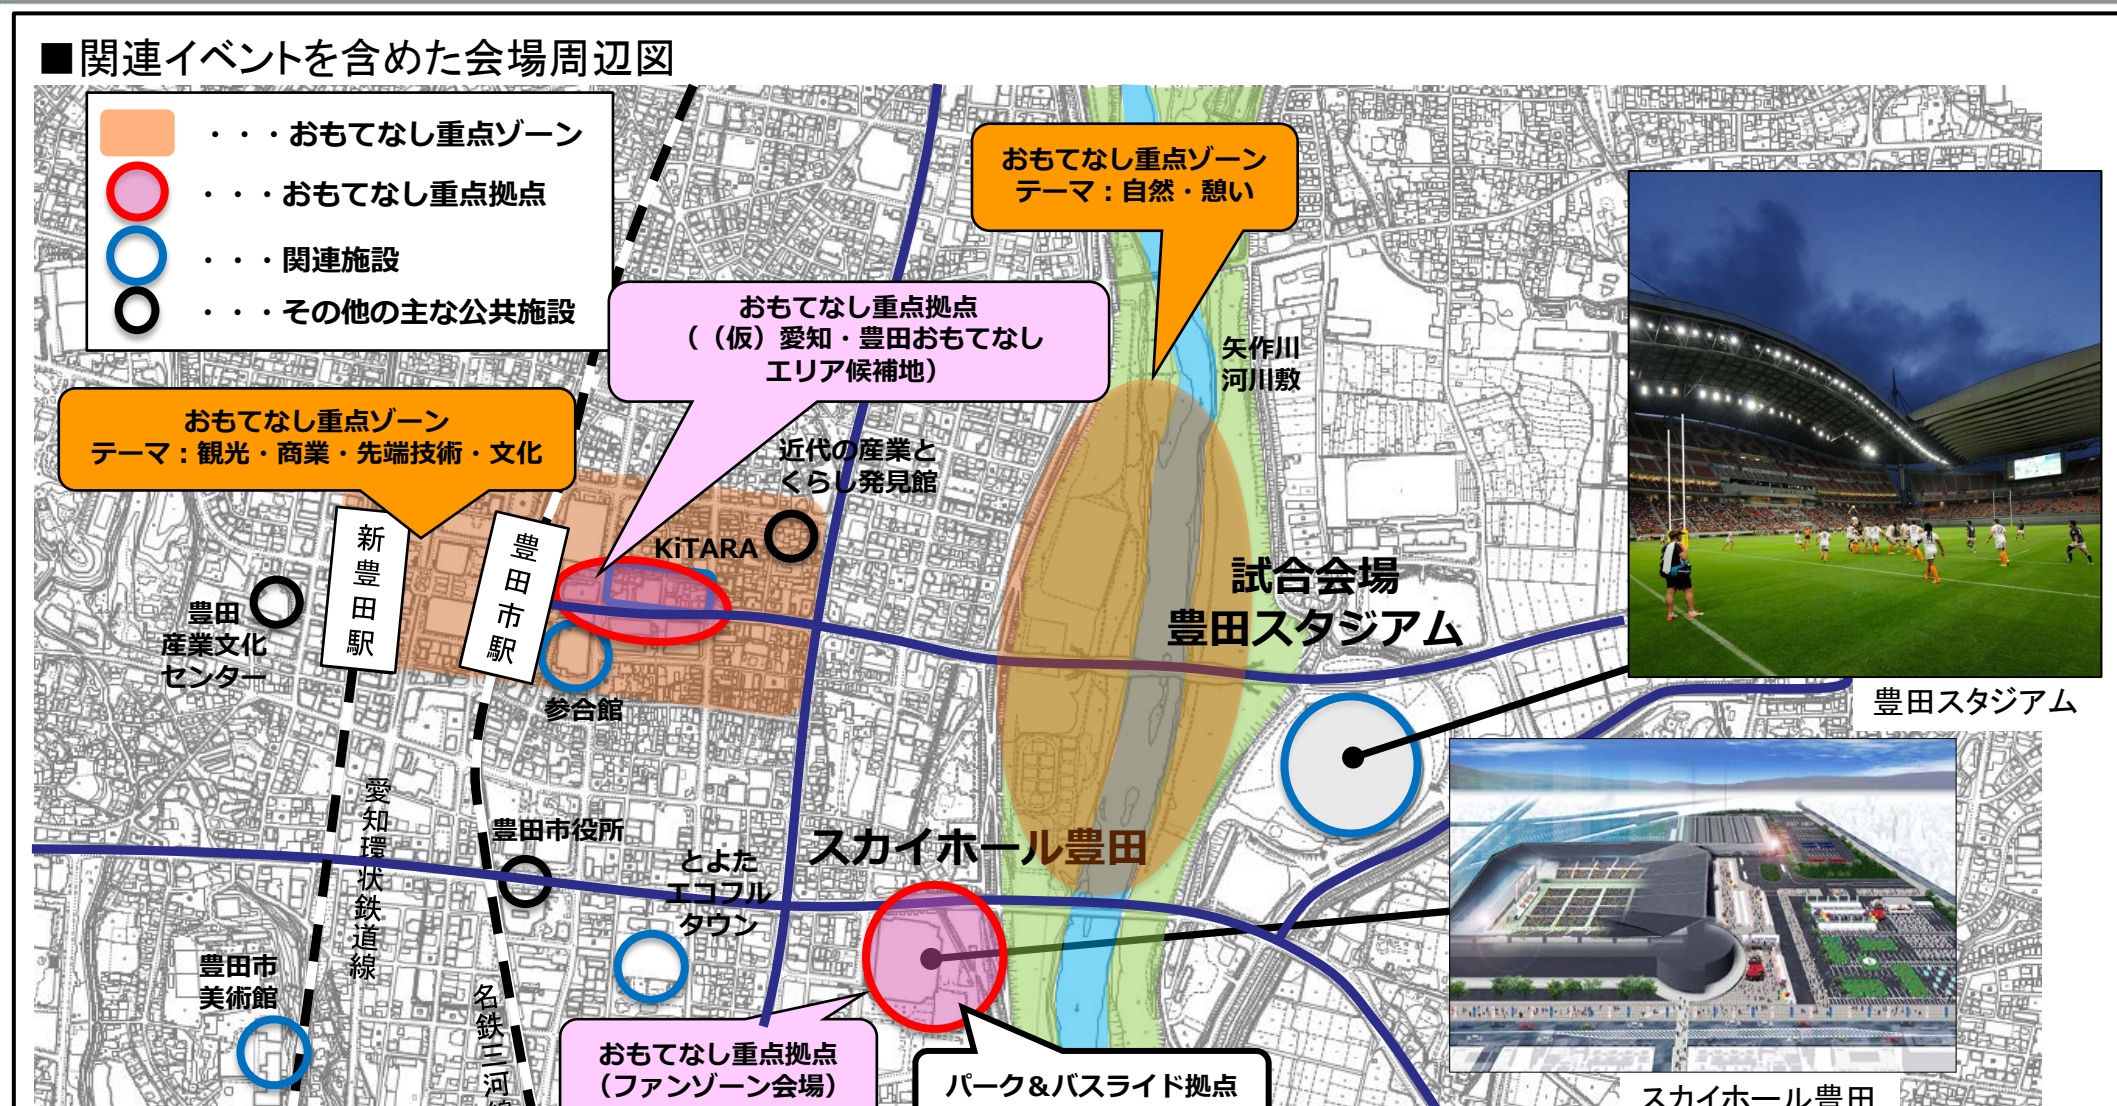 ■関連イベントを含めた会場周辺図
・・・おもてなし重点ゾーン
・・・おもてなし重点拠点
・・・関連施設
・・・その他の主な公共施設
おもてなし重点ゾーン
テーマ：自然・憩い
おもてなし重点拠点
（（仮）愛知・豊田おもてなし
エリア候補地）
矢作川
河川敷
おもてなし重点ゾーン
テーマ：観光・商業・先端技術・文化
近代の産業と
くらし発見館
新豊田駅
豊田市駅
KiTARA
試合会場
豊田スタジアム
豊田
産業文化
センター
参合館
豊田スタジアム
愛知環状鉄道線
豊田市役所
とよた
エコフル
タウン
スカイホール豊田
豊田市
美術館
名鉄三河線
おもてなし重点拠点
（ファンゾーン会場）
パーク＆バスライド拠点
スカイホール豊田